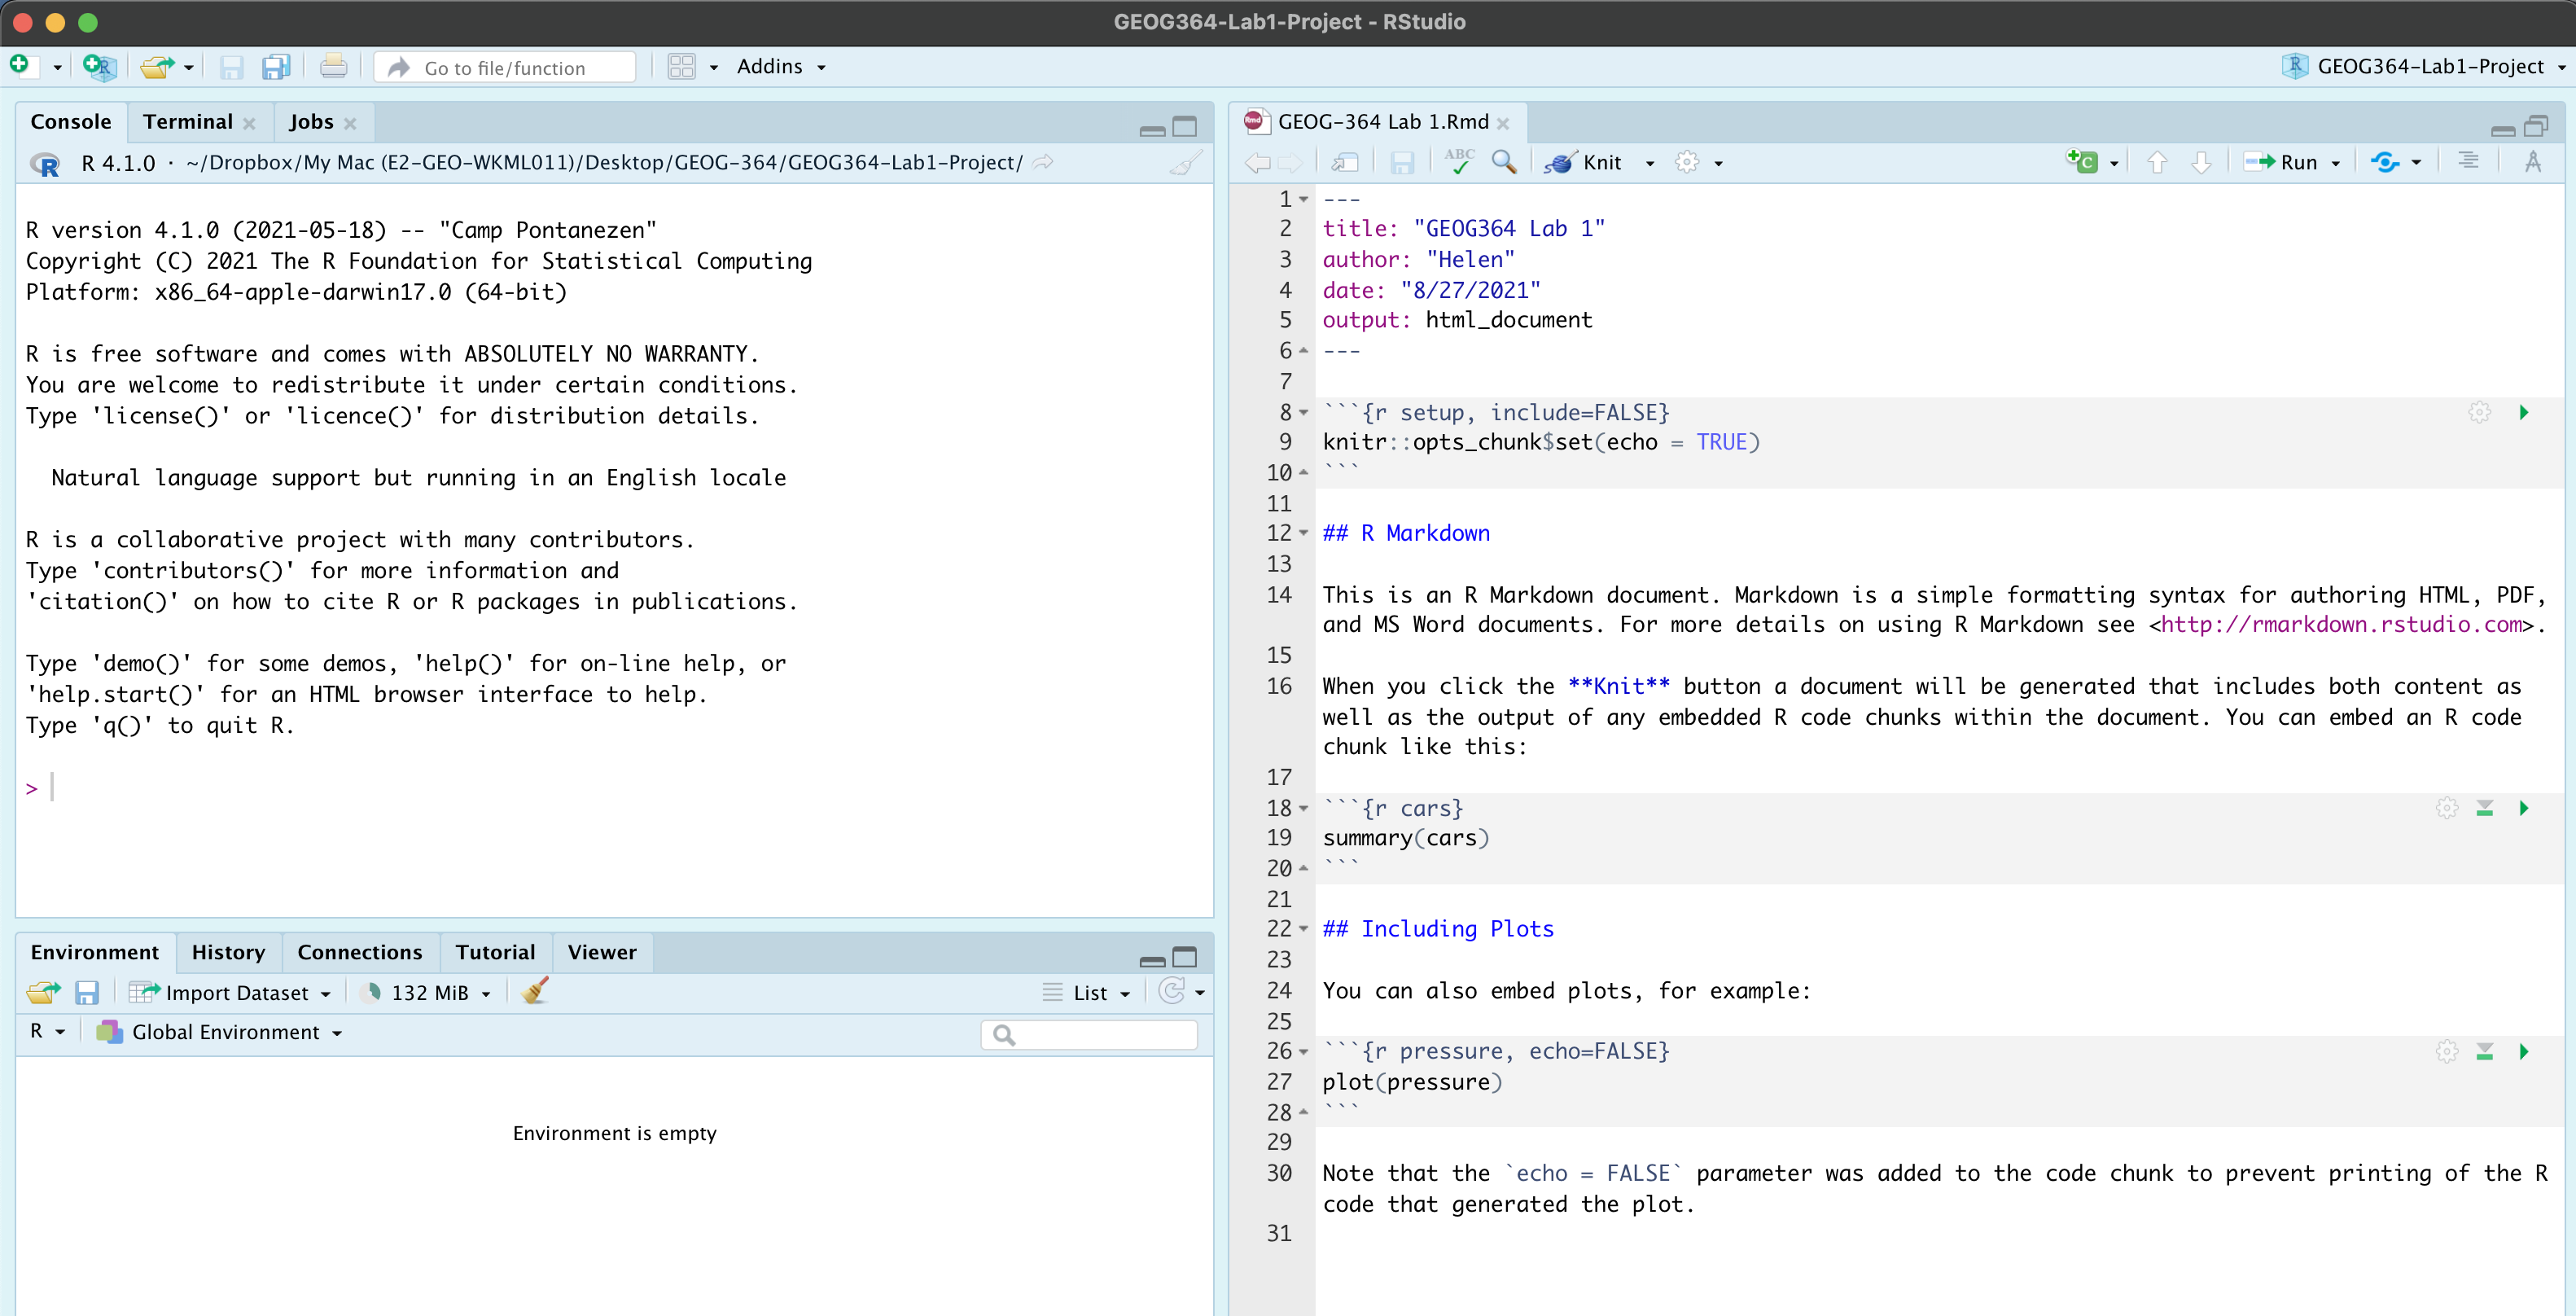 GEOG364-Lab1-Project - RStudio
Go to file/function
Addins
GEOG364-Lab1-Project
Console Terminal Jobs
R 4.1.0 · ~/Dropbox/My Mac (E2-GEO-WKML011)/Desktop/GEOG-364/GEOG364-Lab1-Project/
R version 4.1.0 (2021-05-18) -- "Camp Pontanezen"
Copyright (C) 2021 The R Foundation for Statistical Computing
Platform: x86_64-apple-darwin17.0 (64-bit)
R is free software and comes with ABSOLUTELY NO WARRANTY.
You are welcome to redistribute it under certain conditions.
Type 'license()' or 'licence()' for distribution details.
Natural language support but running in an English locale
R is a collaborative project with many contributors.
Type 'contributors()' for more information and
'citation()' on how to cite R or R packages in publications.
Type 'demo()' for some demos, 'help()' for on-line help, or
'help.start()' for an HTML browser interface to help.
Type 'q()' to quit R.
>
Environment History Connections Tutorial Viewer
Import Dataset 132 MiB List
R Global Environment
Environment is empty
Rmd GEOG-364 Lab 1.Rmd
ABC Knit C Run
1 ---
2 title: "GEOG364 Lab 1"
3 author: "Helen"
4 date: "8/27/2021"
5 output: html_document
6 ---
7
8 ```{r setup, include=FALSE}
9 knitr::opts_chunk$set(echo = TRUE)
10 ```
11
12 ## R Markdown
13
14 This is an R Markdown document. Markdown is a simple formatting syntax for authoring HTML, PDF,
and MS Word documents. For more details on using R Markdown see <http://rmarkdown.rstudio.com>.
15
16 When you click the **Knit** button a document will be generated that includes both content as
well as the output of any embedded R code chunks within the document. You can embed an R code
chunk like this:
17
18 ```{r cars}
19 summary(cars)
20 ```
21
22 ## Including Plots
23
24 You can also embed plots, for example:
25
26 ```{r pressure, echo=FALSE}
27 plot(pressure)
28 ```
29
30 Note that the `echo = FALSE` parameter was added to the code chunk to prevent printing of the R
code that generated the plot.
31